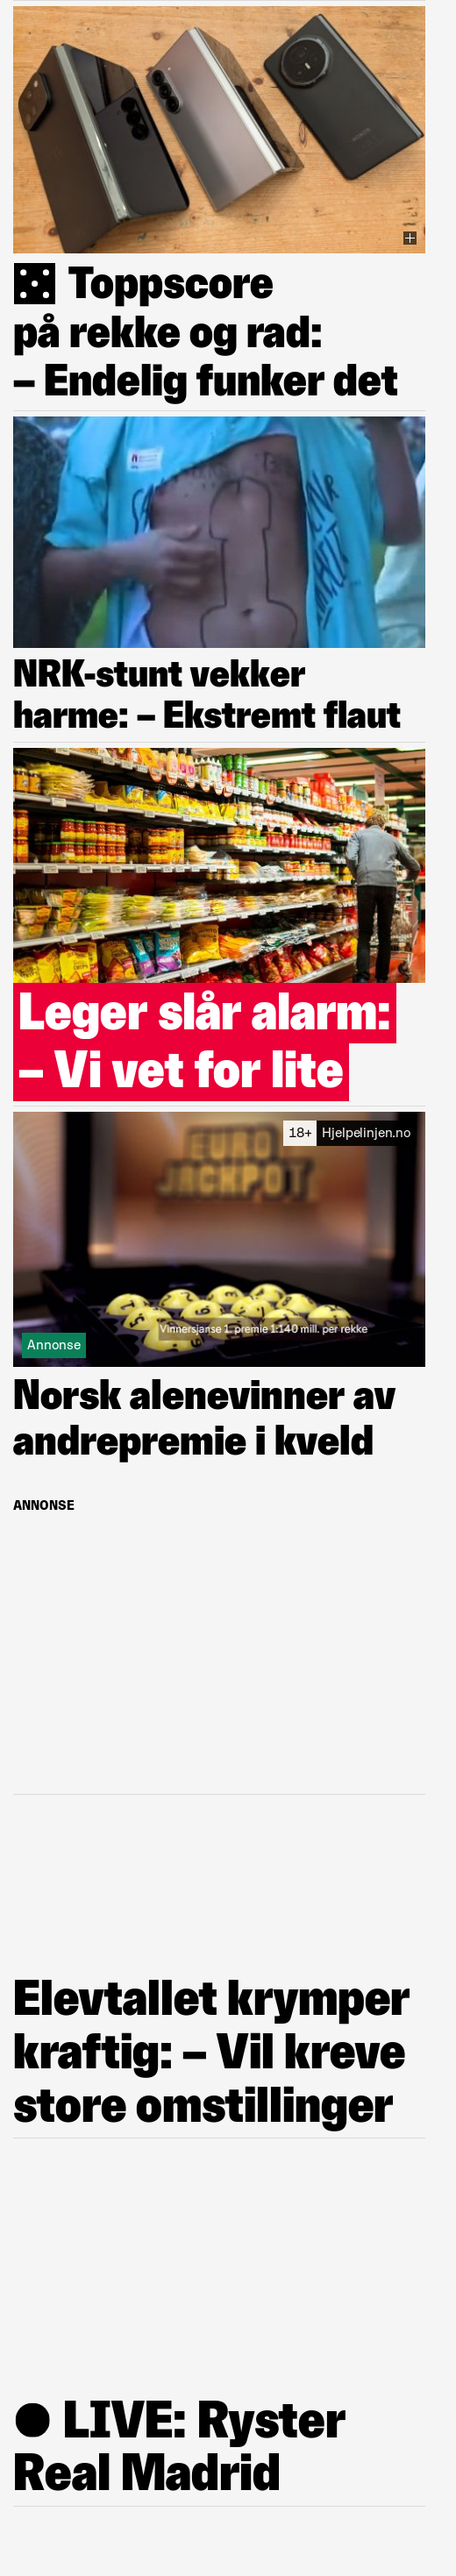 Toppscore
på rekke og rad:
– Endelig funker det
NRK-stunt vekker
harme: – Ekstremt flaut
Leger slår alarm:
– Vi vet for lite
18+ Hjelpelinjen.no
EURO
JACKPOT
Vinnersjanse 1. premie 1:140 mill. per rekke
Annonse
Norsk alenevinner av
andrepremie i kveld
ANNONSE
Elevtallet krymper
kraftig: – Vil kreve
store omstillinger
LIVE: Ryster
Real Madrid